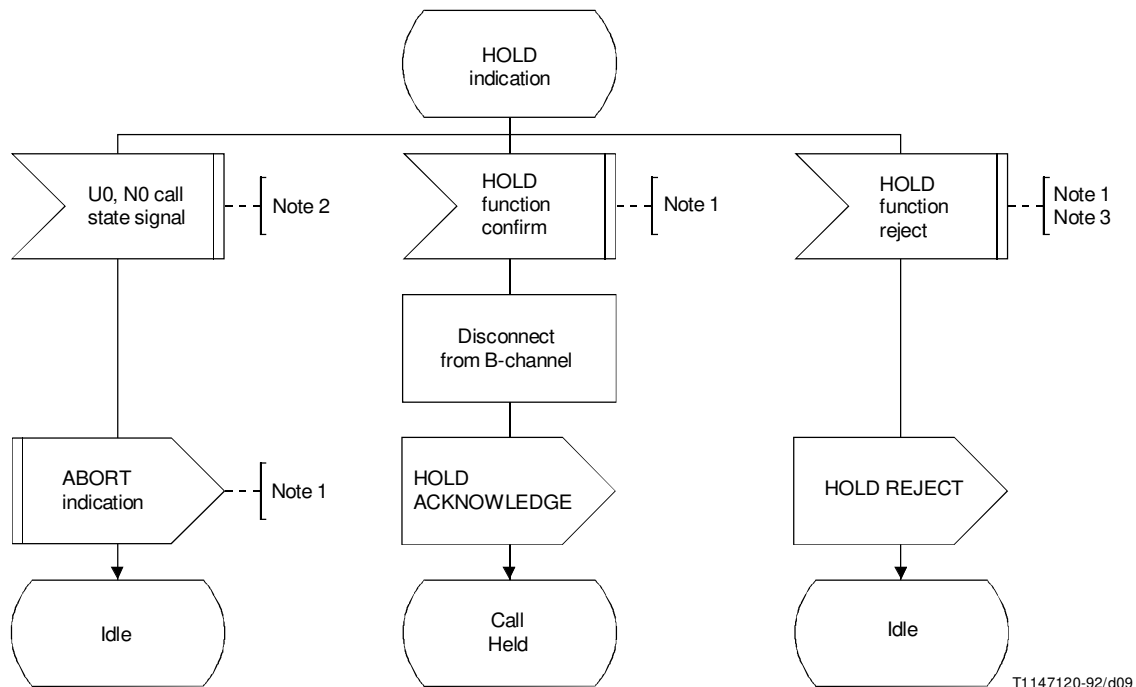 HOLD
indication
U0, N0 call
state signal
Note 2
HOLD
function
confirm
Note 1
HOLD
function
reject
Note 1
Note 3
Disconnect
from B-channel
ABORT
indication
Note 1
HOLD
ACKNOWLEDGE
HOLD REJECT
Idle
Call
Held
Idle
T1147120-92/d09